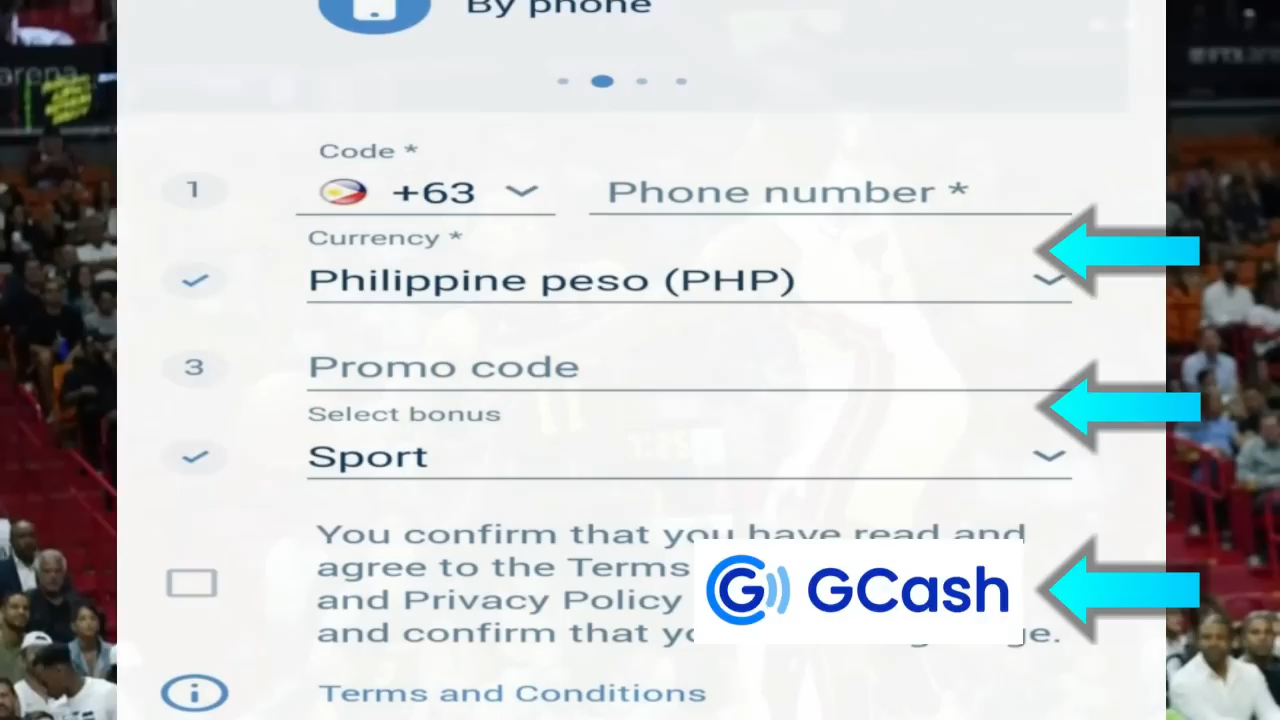 By phone
arena
Code *
1
+63
Phone number *
Currency *
Philippine peso (PHP)
3
Promo code
Select bonus
Sport
You confirm that you have read and
agree to the Terms
and Privacy Policy
and confirm that
GCash
Terms and Conditions